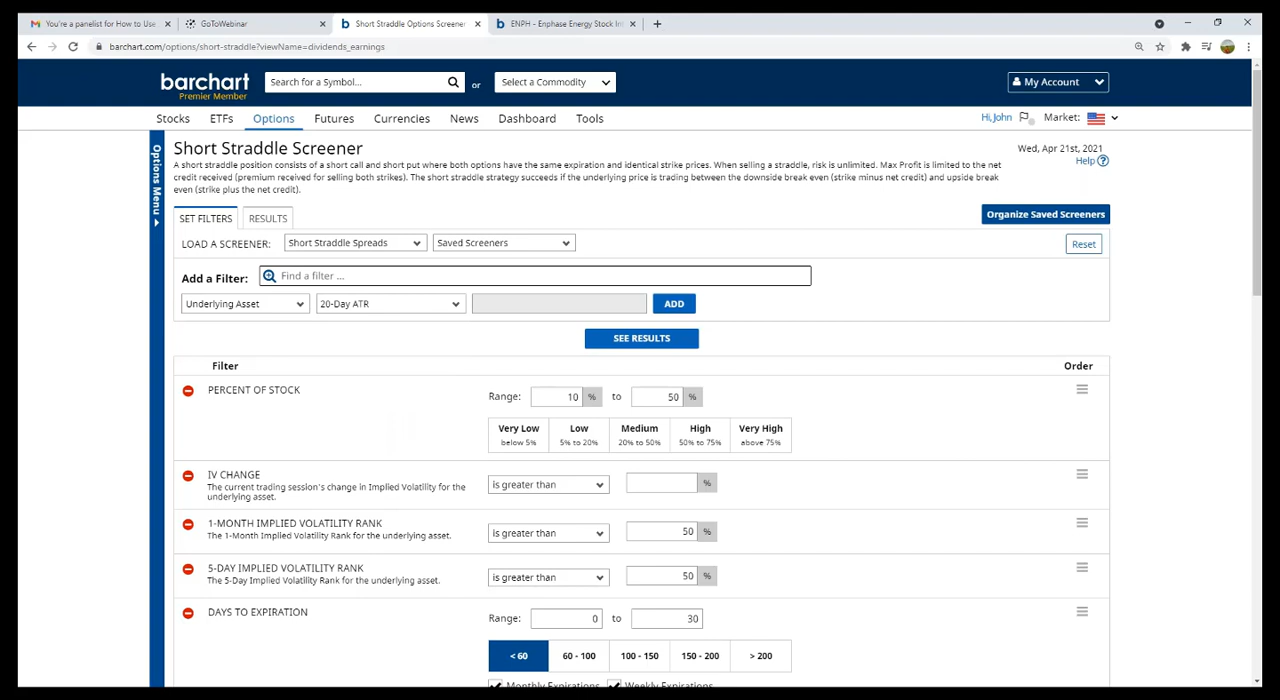 You're a panelist for How to Use
GoToWebinar
Short Straddle Options Screener
ENPH - Enphase Energy Stock In
barchart.com/options/short-straddle?viewName=dividends_earnings
barchart
Premier Member
Search for a Symbol...
or
Select a Commodity
My Account
Stocks
ETFs
Options
Futures
Currencies
News
Dashboard
Tools
Hi, John
Market:
Options Menu
Short Straddle Screener
Wed, Apr 21st, 2021
Help
A short straddle position consists of a short call and short put where both options have the same expiration and identical strike prices. When selling a straddle, risk is unlimited. Max Profit is limited to the net
credit received (premium received for selling both strikes). The short straddle strategy succeeds if the underlying price is trading between the downside break even (strike minus net credit) and upside break
even (strike plus the net credit).
SET FILTERS
RESULTS
Organize Saved Screeners
LOAD A SCREENER:
Short Straddle Spreads
Saved Screeners
Reset
Add a Filter:
Find a filter ...
Underlying Asset
20-Day ATR
ADD
SEE RESULTS
Filter
Order
PERCENT OF STOCK
Range: 10 % to 50 %
Very Low Low Medium High Very High
below 5% 5% to 20% 20% to 50% 50% to 75% above 75%
IV CHANGE
The current trading session's change in Implied Volatility for the
underlying asset.
is greater than %
1-MONTH IMPLIED VOLATILITY RANK
The 1-Month Implied Volatility Rank for the underlying asset.
is greater than 50 %
5-DAY IMPLIED VOLATILITY RANK
The 5-Day Implied Volatility Rank for the underlying asset.
is greater than 50 %
DAYS TO EXPIRATION
Range: 0 to 30
< 60 60 - 100 100 - 150 150 - 200 > 200
Monthly Expirations Weekly Expirations